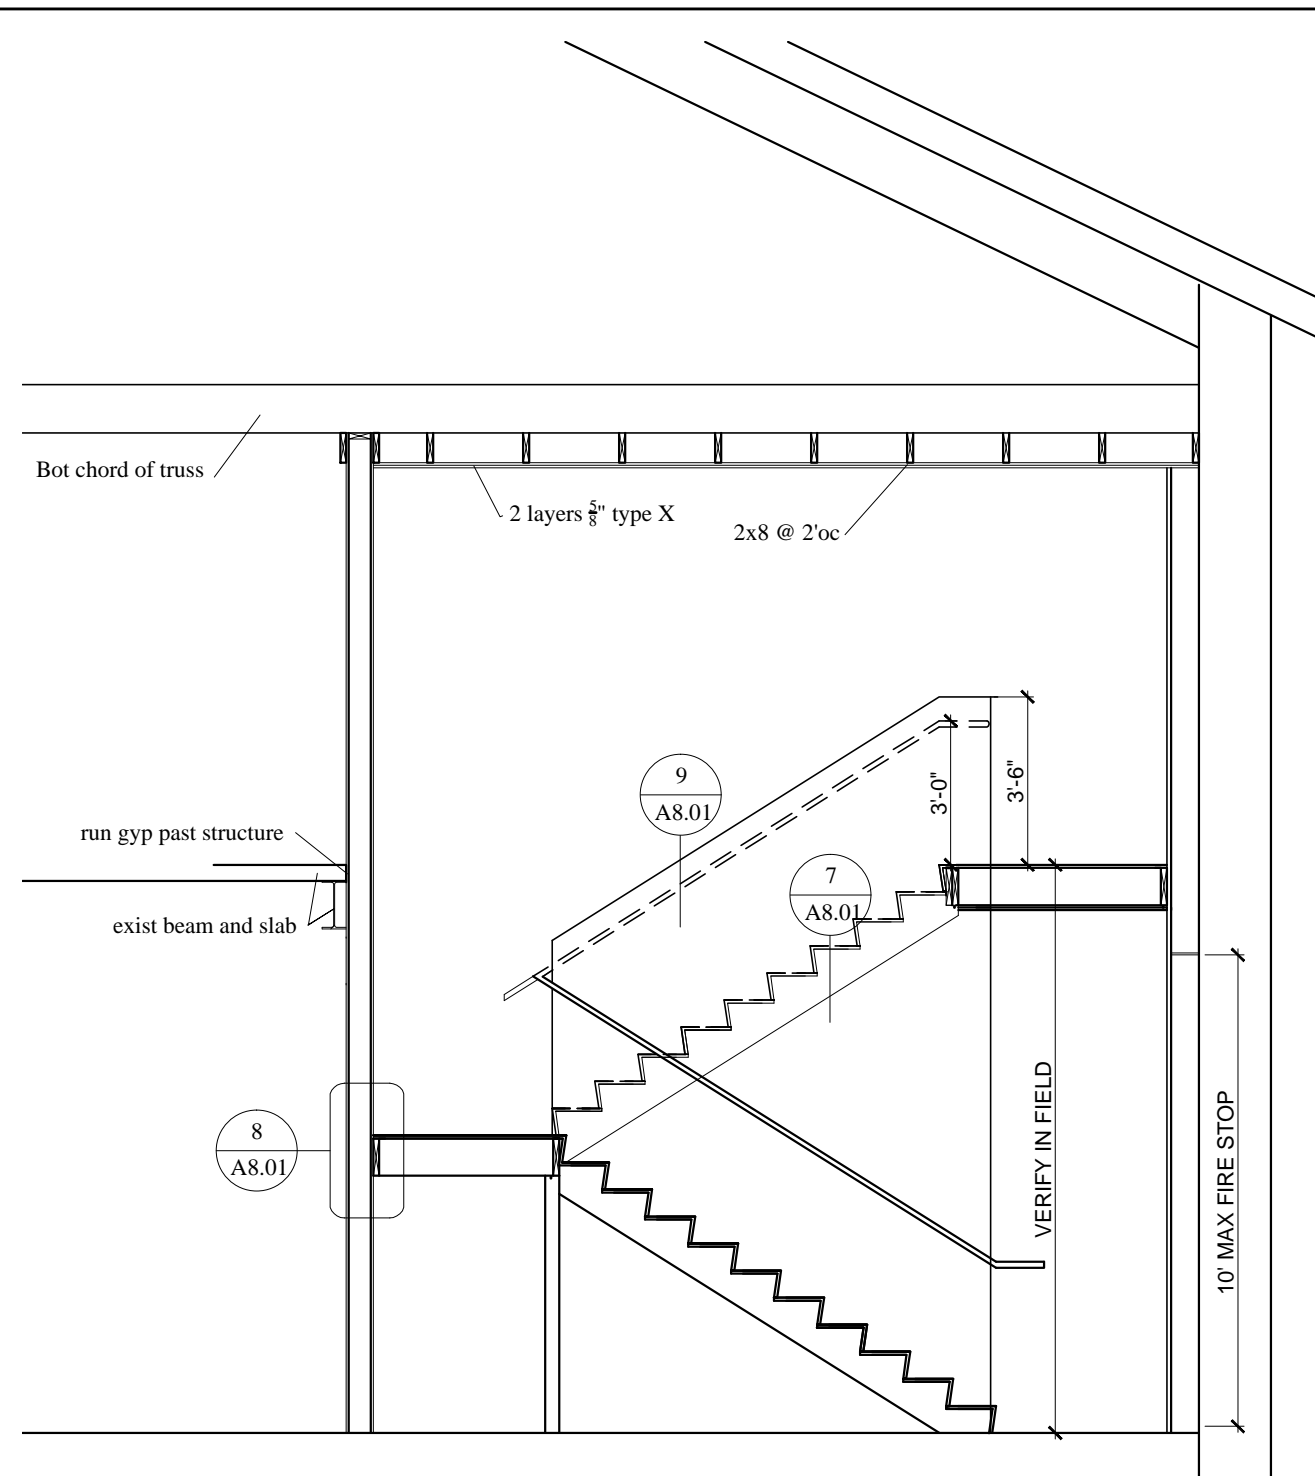 Bot chord of truss
2 layers 5/8" type X
2x8 @ 2'oc
9
A8.01
3'-0"
3'-6"
run gyp past structure
7
A8.01
exist beam and slab
8
A8.01
VERIFY IN FIELD
10' MAX FIRE STOP